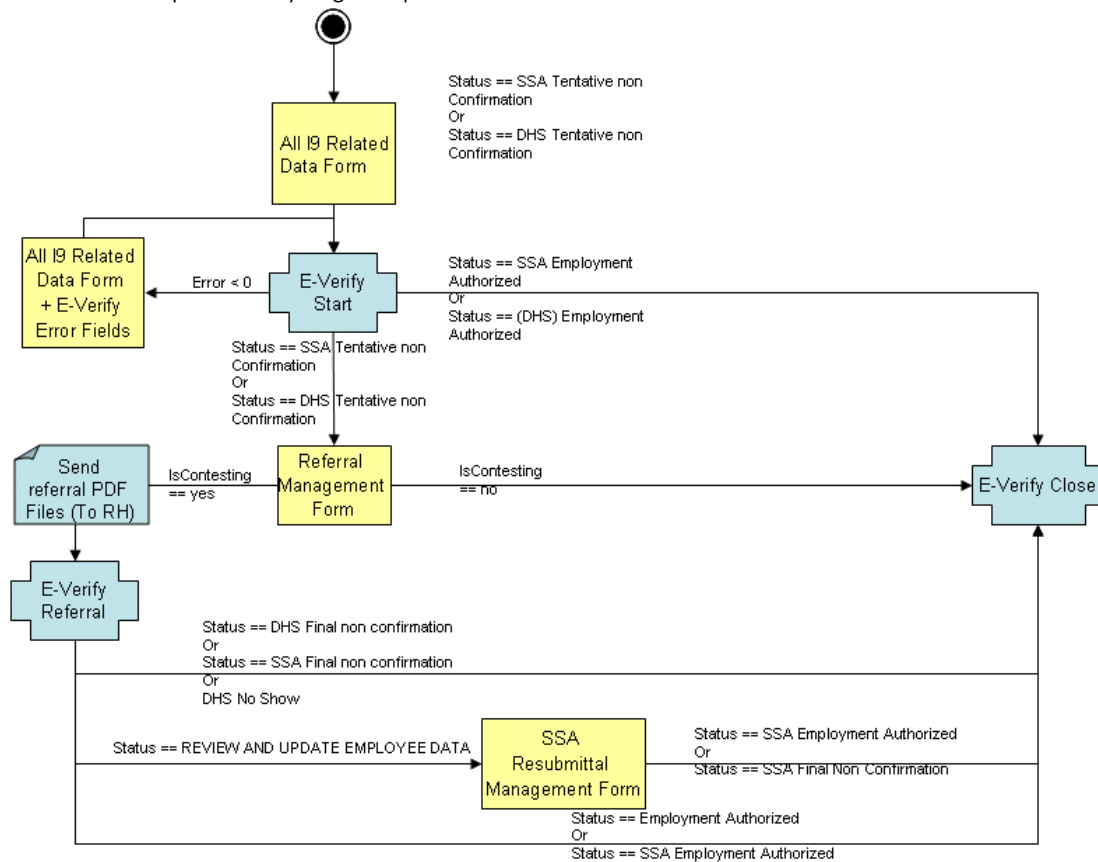 Status == SSA Tentative non
Confirmation
Or
Status == DHS Tentative non
Confirmation
All I9 Related
Data Form
All I9 Related
Data Form
+ E-Verify
Error Fields
Error < 0
E-Verify
Start
Status == SSA Employment
Authorized
Or
Status == (DHS) Employment
Authorized
Status == SSA Tentative non
Confirmation
Or
Status == DHS Tentative non
Confirmation
Send
referral PDF
Files (To RH)
IsContesting
== yes
Referral
Management
Form
IsContesting
== no
E-Verify Close
E-Verify
Referral
Status == DHS Final non confirmation
Or
Status == SSA Final non confirmation
Or
DHS No Show
Status == REVIEW AND UPDATE EMPLOYEE DATA
SSA
Resubmittal
Management Form
Status == SSA Employment Authorized
Or
Status == SSA Final Non Confirmation
Status == Employment Authorized
Or
Status == SSA Employment Authorized